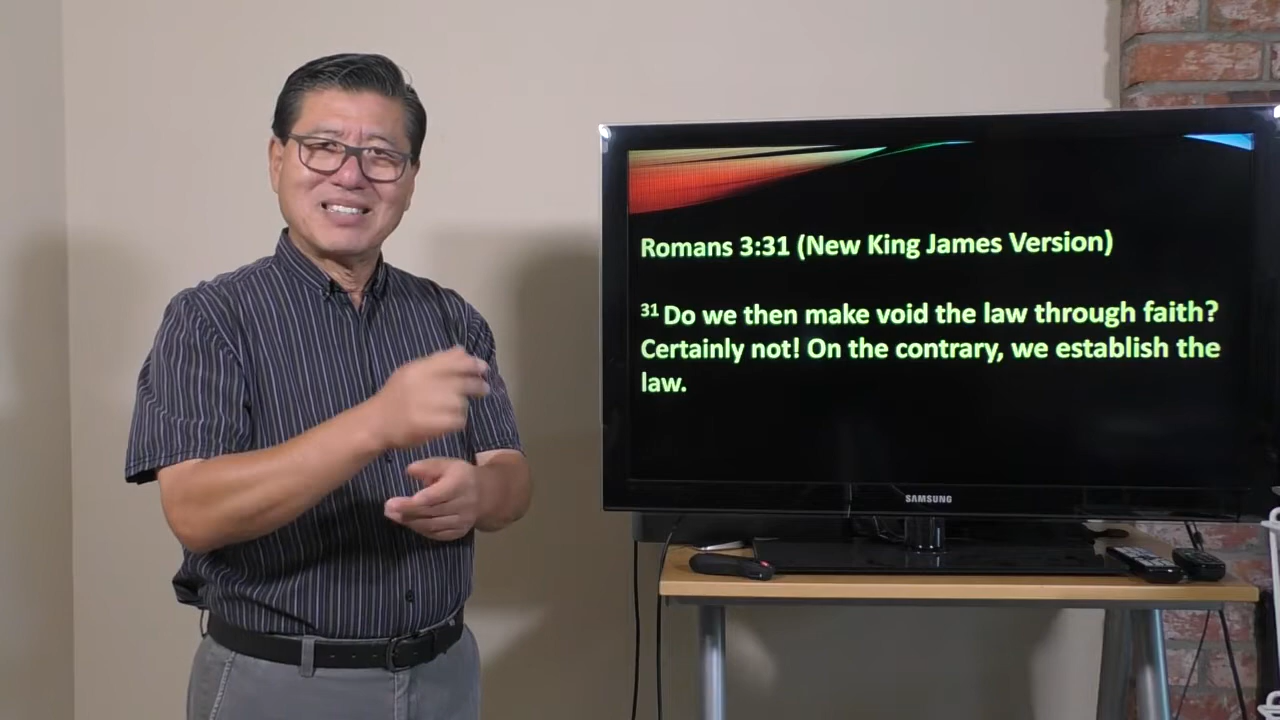 Romans 3:31 (New King James Version)
31 Do we then make void the law through faith?
Certainly not! On the contrary, we establish the
law.
SAMSUNG